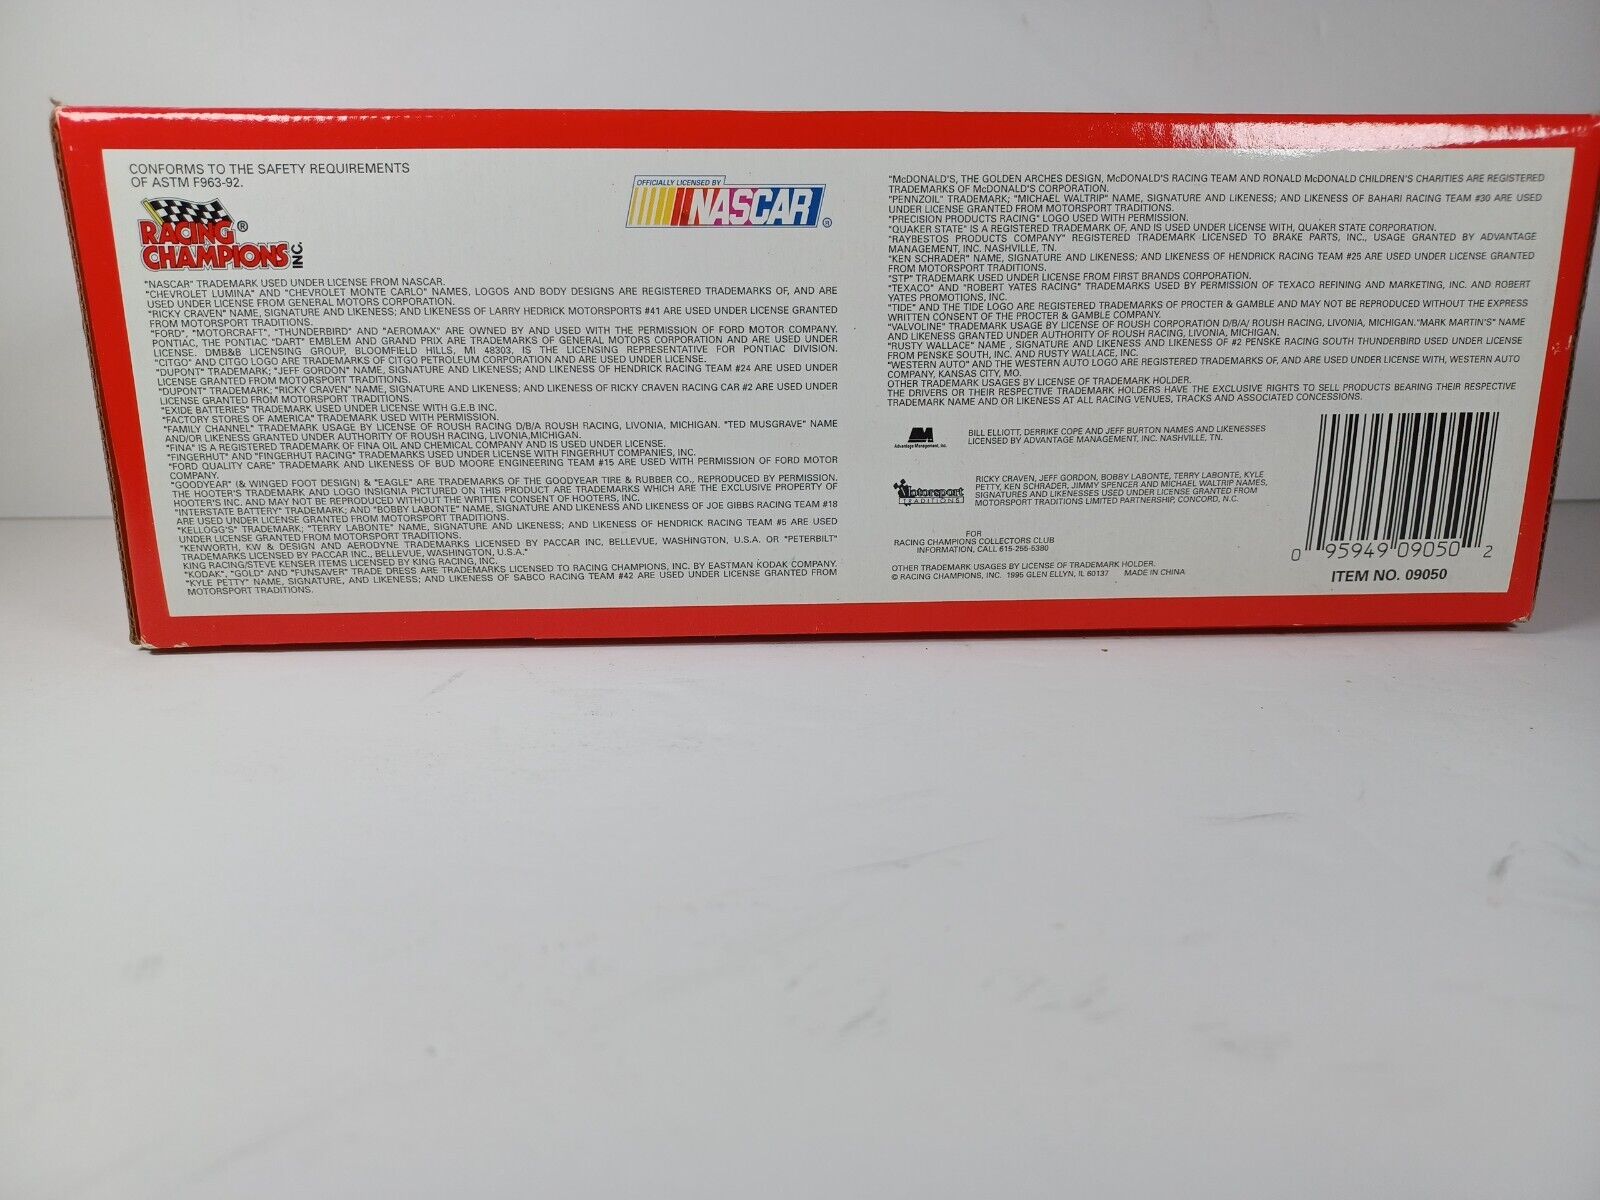 CONFORMS TO THE SAFETY REQUIREMENTS
OF ASTM F963-92.
RACING ®
CHAMPIONS INC.
OFFICIALLY LICENSED BY
NASCAR ®
"NASCAR" TRADEMARK USED UNDER LICENSE FROM NASCAR.
"CHEVROLET LUMINA" AND "CHEVROLET MONTE CARLO" NAMES, LOGOS AND BODY DESIGNS ARE REGISTERED TRADEMARKS OF, AND ARE
USED UNDER LICENSE FROM GENERAL MOTORS CORPORATION.
"RICKY CRAVEN" NAME, SIGNATURE AND LIKENESS; AND LIKENESS OF LARRY HEDRICK MOTORSPORTS #41 ARE USED UNDER LICENSE GRANTED
FROM MOTORSPORT TRADITIONS.
"FORD", "MOTORCRAFT", "THUNDERBIRD" AND "AEROMAX" ARE OWNED BY AND USED WITH THE PERMISSION OF FORD MOTOR COMPANY.
PONTIAC, THE PONTIAC "DART" EMBLEM AND GRAND PRIX ARE TRADEMARKS OF GENERAL MOTORS CORPORATION AND ARE USED UNDER
LICENSE. DMB&B LICENSING GROUP, BLOOMFIELD HILLS, MI 48303, IS THE LICENSING REPRESENTATIVE FOR PONTIAC DIVISION.
"CITGO" AND CITGO LOGO ARE TRADEMARKS OF CITGO PETROLEUM CORPORATION AND ARE USED UNDER LICENSE.
"DUPONT" TRADEMARK; "JEFF GORDON" NAME, SIGNATURE AND LIKENESS; AND LIKENESS OF HENDRICK RACING TEAM #24 ARE USED UNDER
LICENSE GRANTED FROM MOTORSPORT TRADITIONS.
"DUPONT" TRADEMARK; "RICKY CRAVEN" NAME, SIGNATURE AND LIKENESS; AND LIKENESS OF RICKY CRAVEN RACING CAR #2 ARE USED UNDER
LICENSE GRANTED FROM MOTORSPORT TRADITIONS.
"EXIDE BATTERIES" TRADEMARK USED UNDER LICENSE WITH G.E.B INC.
"FACTORY STORES OF AMERICA" TRADEMARK USED WITH PERMISSION.
"FAMILY CHANNEL" TRADEMARK USAGE BY LICENSE OF ROUSH RACING D/B/A ROUSH RACING, LIVONIA, MICHIGAN. "TED MUSGRAVE" NAME
AND/OR LIKENESS GRANTED UNDER AUTHORITY OF ROUSH RACING, LIVONIA,MICHIGAN.
"FINA" IS A REGISTERED TRADEMARK OF FINA OIL AND CHEMICAL COMPANY AND IS USED UNDER LICENSE.
"FINGERHUT" AND "FINGERHUT RACING" TRADEMARKS USED UNDER LICENSE WITH FINGERHUT COMPANIES, INC.
"FORD QUALITY CARE" TRADEMARK AND LIKENESS OF BUD MOORE ENGINEERING TEAM #15 ARE USED WITH PERMISSION OF FORD MOTOR
COMPANY.
"GOODYEAR" (& WINGED FOOT DESIGN) & "EAGLE" ARE TRADEMARKS OF THE GOODYEAR TIRE & RUBBER CO., REPRODUCED BY PERMISSION.
THE HOOTER'S TRADEMARK AND LOGO INSIGNIA PICTURED ON THIS PRODUCT ARE TRADEMARKS WHICH ARE THE EXCLUSIVE PROPERTY OF
HOOTER'S INC. AND MAY NOT BE REPRODUCED WITHOUT THE WRITTEN CONSENT OF HOOTERS, INC.
"INTERSTATE BATTERY" TRADEMARK; AND "BOBBY LABONTE" NAME, SIGNATURE AND LIKENESS AND LIKENESS OF JOE GIBBS RACING TEAM #18
ARE USED UNDER LICENSE GRANTED FROM MOTORSPORT TRADITIONS.
"KELLOGG'S" TRADEMARK; "TERRY LABONTE" NAME, SIGNATURE AND LIKENESS; AND LIKENESS OF HENDRICK RACING TEAM #5 ARE USED
UNDER LICENSE GRANTED FROM MOTORSPORT TRADITIONS.
"KENWORTH, KW & DESIGN AND AERODYNE TRADEMARKS LICENSED BY PACCAR INC, BELLEVUE, WASHINGTON, U.S.A. OR "PETERBILT"
TRADEMARKS LICENSED BY PACCAR INC., BELLEVUE, WASHINGTON, U.S.A."
KING RACING/STEVE KENSER ITEMS LICENSED BY KING RACING, INC.
"KODAK", "GOLD" AND "FUNSAVER" TRADE DRESS ARE TRADEMARKS LICENSED TO RACING CHAMPIONS, INC. BY EASTMAN KODAK COMPANY.
"KYLE PETTY" NAME, SIGNATURE, AND LIKENESS; AND LIKENESS OF SABCO RACING TEAM #42 ARE USED UNDER LICENSE GRANTED FROM
MOTORSPORT TRADITIONS.
"McDONALD'S, THE GOLDEN ARCHES DESIGN, McDONALD'S RACING TEAM AND RONALD McDONALD CHILDREN'S CHARITIES ARE REGISTERED
TRADEMARKS OF McDONALD'S CORPORATION.
"PENNZOIL" TRADEMARK; "MICHAEL WALTRIP" NAME, SIGNATURE AND LIKENESS; AND LIKENESS OF BAHARI RACING TEAM #30 ARE USED
UNDER LICENSE GRANTED FROM MOTORSPORT TRADITIONS.
"PRECISION PRODUCTS RACING" LOGO USED WITH PERMISSION.
"QUAKER STATE" IS A REGISTERED TRADEMARK OF, AND IS USED UNDER LICENSE WITH, QUAKER STATE CORPORATION.
"RAYBESTOS PRODUCTS COMPANY" REGISTERED TRADEMARK LICENSED TO BRAKE PARTS, INC., USAGE GRANTED BY ADVANTAGE
MANAGEMENT, INC. NASHVILLE, TN.
"KEN SCHRADER" NAME, SIGNATURE AND LIKENESS; AND LIKENESS OF HENDRICK RACING TEAM #25 ARE USED UNDER LICENSE GRANTED
FROM MOTORSPORT TRADITIONS.
"STP" TRADEMARK USED UNDER LICENSE FROM FIRST BRANDS CORPORATION.
"TEXACO" AND "ROBERT YATES RACING" TRADEMARKS USED BY PERMISSION OF TEXACO REFINING AND MARKETING, INC. AND ROBERT
YATES PROMOTIONS, INC.
"TIDE" AND THE TIDE LOGO ARE REGISTERED TRADEMARKS OF PROCTER & GAMBLE AND MAY NOT BE REPRODUCED WITHOUT THE EXPRESS
WRITTEN CONSENT OF THE PROCTER & GAMBLE COMPANY.
"VALVOLINE" TRADEMARK USAGE BY LICENSE OF ROUSH CORPORATION D/B/A/ ROUSH RACING, LIVONIA, MICHIGAN."MARK MARTIN'S" NAME
AND LIKENESS GRANTED UNDER AUTHORITY OF ROUSH RACING, LIVONIA, MICHIGAN.
"RUSTY WALLACE" NAME , SIGNATURE AND LIKENESS AND LIKENESS OF #2 PENSKE RACING SOUTH THUNDERBIRD USED UNDER LICENSE
FROM PENSKE SOUTH, INC. AND RUSTY WALLACE, INC.
"WESTERN AUTO" AND THE WESTERN AUTO LOGO ARE REGISTERED TRADEMARKS OF, AND ARE USED UNDER LICENSE WITH, WESTERN AUTO
COMPANY, KANSAS CITY, MO.
OTHER TRADEMARK USAGES BY LICENSE OF TRADEMARK HOLDER.
THE DRIVERS OR THEIR RESPECTIVE TRADEMARK HOLDERS HAVE THE EXCLUSIVE RIGHTS TO SELL PRODUCTS BEARING THEIR RESPECTIVE
TRADEMARK NAME AND OR LIKENESS AT ALL RACING VENUES, TRACKS AND ASSOCIATED CONCESSIONS.
Advantage Management, Inc.
BILL ELLIOTT, DERRIKE COPE AND JEFF BURTON NAMES AND LIKENESSES
LICENSED BY ADVANTAGE MANAGEMENT, INC. NASHVILLE, TN.
Motorsport
TRADITIONS
RICKY CRAVEN, JEFF GORDON, BOBBY LABONTE, TERRY LABONTE, KYLE
PETTY, KEN SCHRADER, JIMMY SPENCER AND MICHAEL WALTRIP NAMES,
SIGNATURES AND LIKENESSES USED UNDER LICENSE GRANTED FROM
MOTORSPORT TRADITIONS LIMITED PARTNERSHIP, CONCORD, N.C.
FOR
RACING CHAMPIONS COLLECTORS CLUB
INFORMATION, CALL 615-255-5380
OTHER TRADEMARK USAGES BY LICENSE OF TRADEMARK HOLDER.
© RACING CHAMPIONS, INC. 1995 GLEN ELLYN, IL 60137 MADE IN CHINA
0 95949 09050 2
ITEM NO. 09050